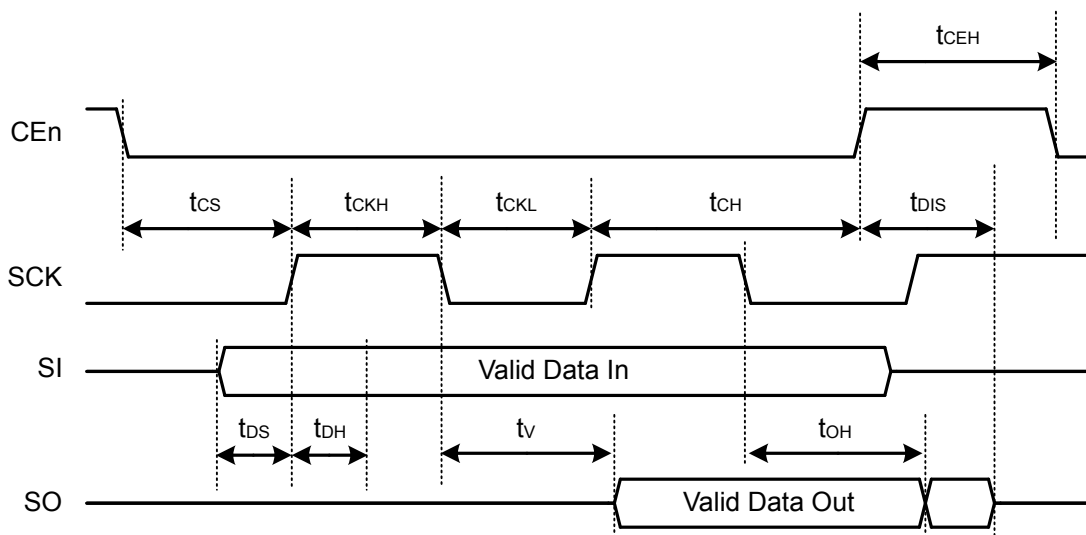 tCEH
CEn
tCS tCKH tCKL tCH tDIS
SCK
SI Valid Data In
tDS tDH tV tOH
SO Valid Data Out